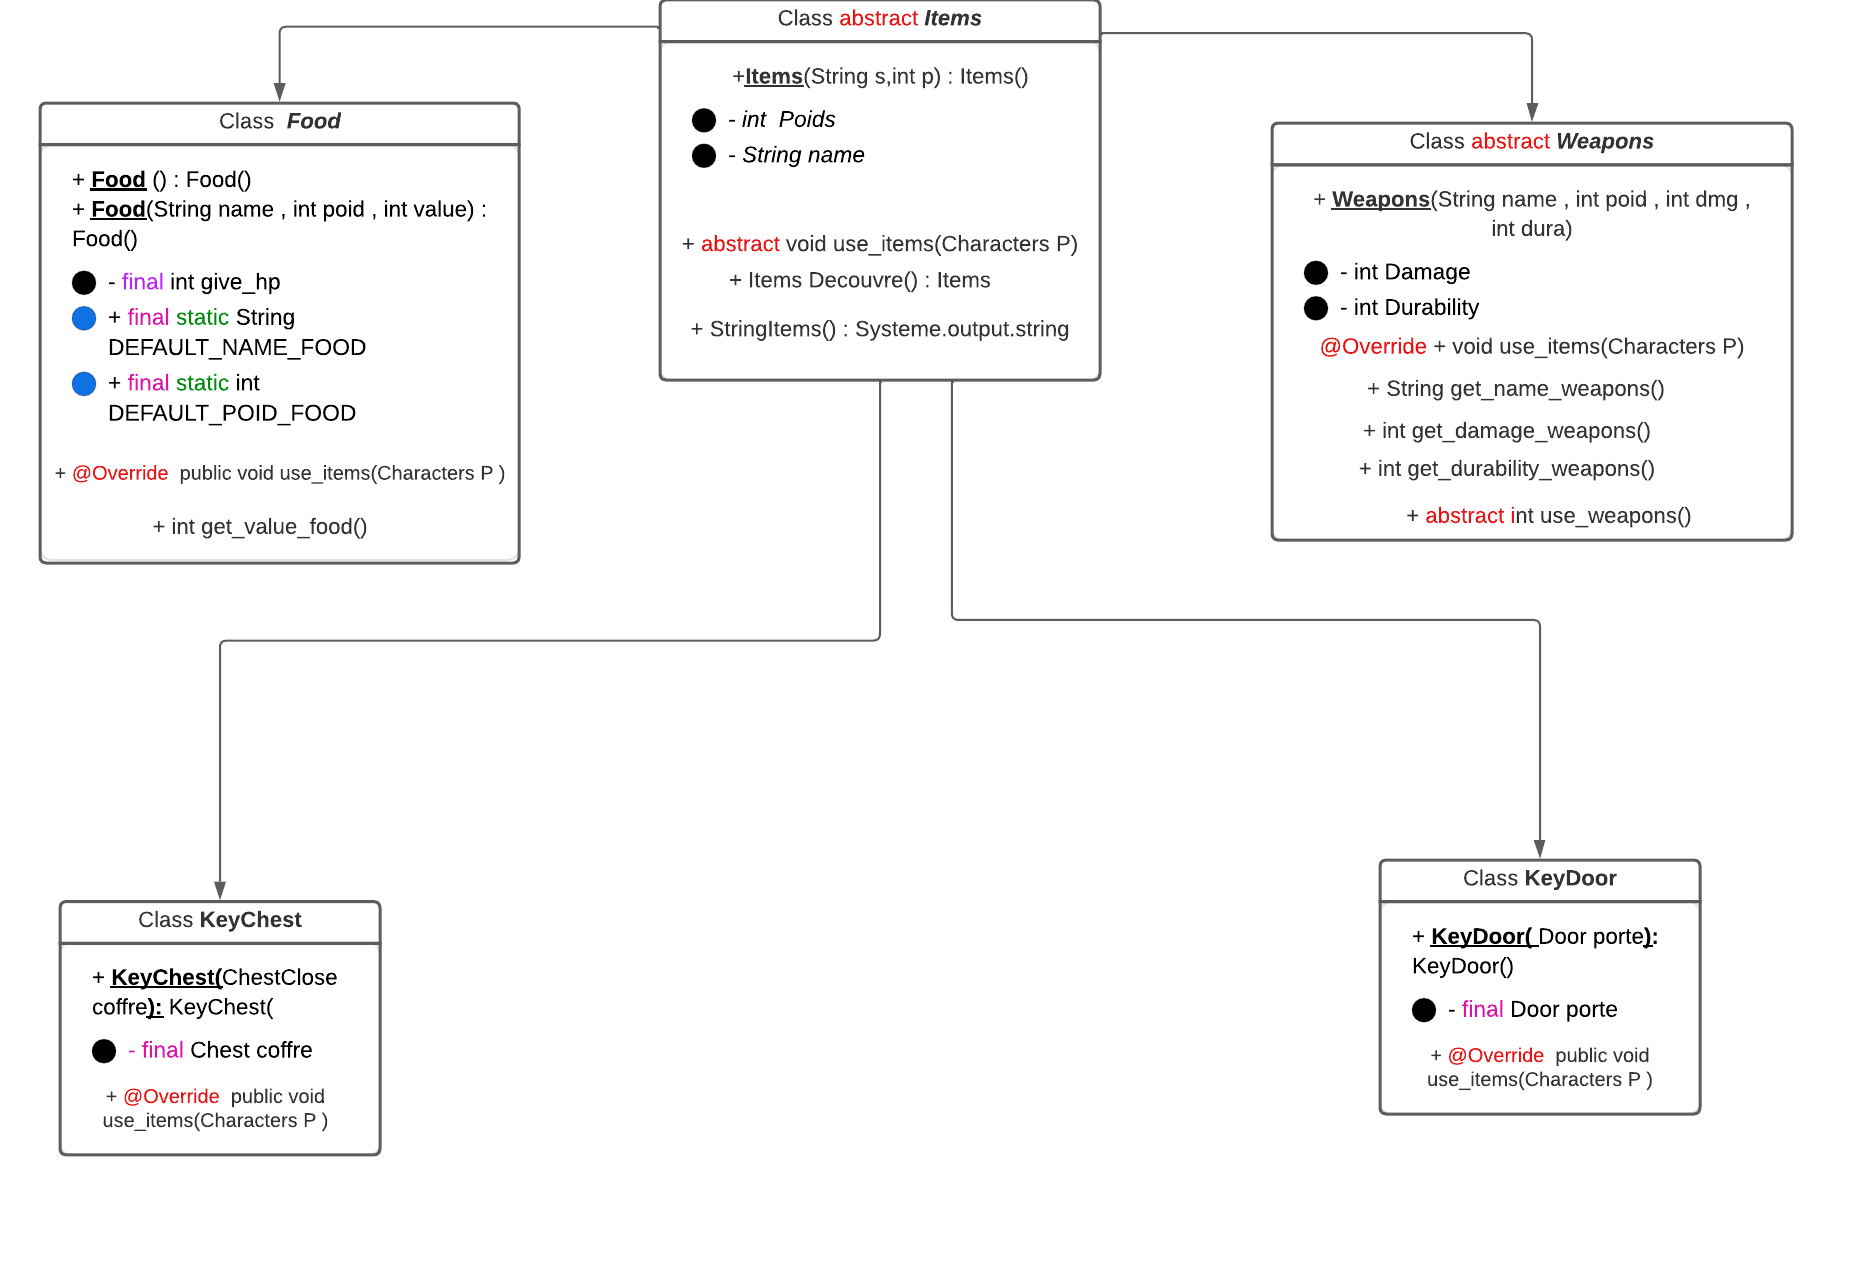 Class abstract Items
+Items(String s,int p) : Items()
- int  Poids
- String name
+ abstract void use_items(Characters P)
+ Items Decouvre() : Items
+ StringItems() : Systeme.output.string
Class  Food
+ Food () : Food()
+ Food(String name , int poid , int value) :
Food()
- final int give_hp
+ final static String
DEFAULT_NAME_FOOD
+ final static int
DEFAULT_POID_FOOD
+ @Override  public void use_items(Characters P )
+ int get_value_food()
Class abstract Weapons
+ Weapons(String name , int poid , int dmg ,
int dura)
- int Damage
- int Durability
@Override + void use_items(Characters P)
+ String get_name_weapons()
+ int get_damage_weapons()
+ int get_durability_weapons()
+ abstract int use_weapons()
Class KeyChest
+ KeyChest(ChestClose
coffre): KeyChest(
- final Chest coffre
+ @Override  public void
use_items(Characters P )
Class KeyDoor
+ KeyDoor( Door porte):
KeyDoor()
- final Door porte
+ @Override  public void
use_items(Characters P )